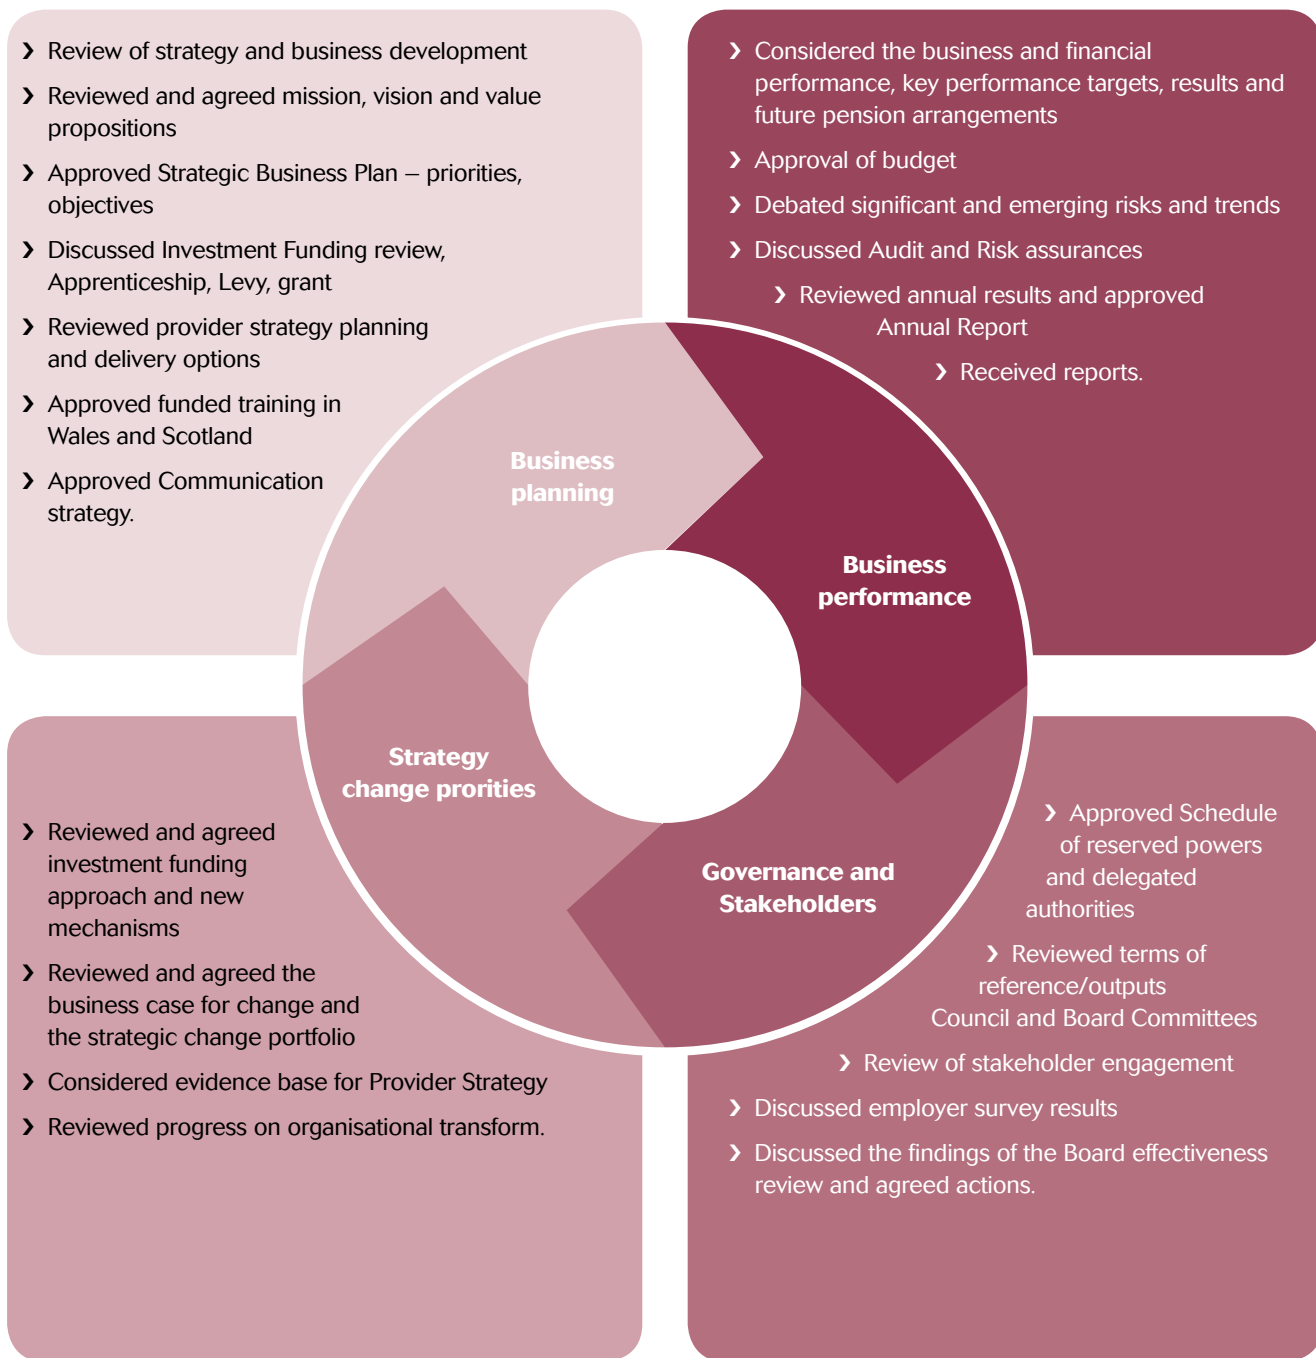 › Review of strategy and business development
› Reviewed and agreed mission, vision and value
propositions
› Approved Strategic Business Plan – priorities,
objectives
› Discussed Investment Funding review,
Apprenticeship, Levy, grant
› Reviewed provider strategy planning
and delivery options
› Approved funded training in
Wales and Scotland
› Approved Communication
strategy.
› Considered the business and financial
performance, key performance targets, results and
future pension arrangements
› Approval of budget
› Debated significant and emerging risks and trends
› Discussed Audit and Risk assurances
› Reviewed annual results and approved
Annual Report
› Received reports.
Business
planning
Business
performance
Strategy
change prorities
Governance and
Stakeholders
› Reviewed and agreed
investment funding
approach and new
mechanisms
› Reviewed and agreed the
business case for change and
the strategic change portfolio
› Considered evidence base for Provider Strategy
› Reviewed progress on organisational transform.
› Approved Schedule
of reserved powers
and delegated
authorities
› Reviewed terms of
reference/outputs
Council and Board Committees
› Review of stakeholder engagement
› Discussed employer survey results
› Discussed the findings of the Board effectiveness
review and agreed actions.